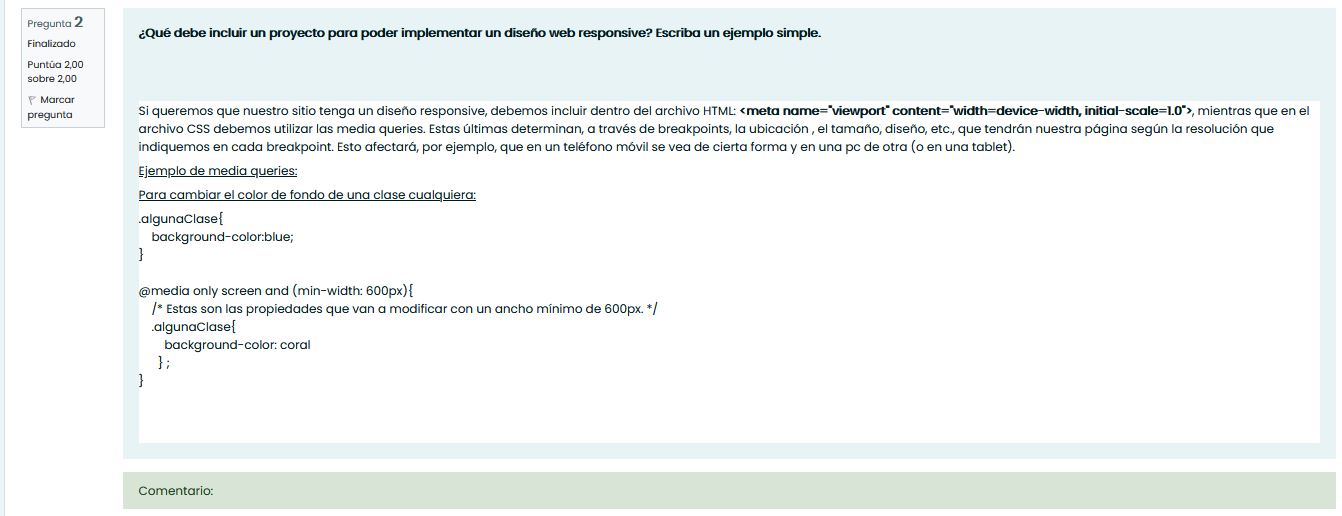 Pregunta 2
Finalizado
Puntúa 2,00
sobre 2,00
Marcar
pregunta
¿Qué debe incluir un proyecto para poder implementar un diseño web responsive? Escriba un ejemplo simple.
Si queremos que nuestro sitio tenga un diseño responsive, debemos incluir dentro del archivo HTML: <meta name="viewport" content="width=device-width, initial-scale=1.0">, mientras que en el
archivo CSS debemos utilizar las media queries. Estas últimas determinan, a través de breakpoints, la ubicación , el tamaño, diseño, etc., que tendrán nuestra página según la resolución que
indiquemos en cada breakpoint. Esto afectará, por ejemplo, que en un teléfono móvil se vea de cierta forma y en una pc de otra (o en una tablet).
Ejemplo de media queries:
Para cambiar el color de fondo de una clase cualquiera:
.algunaClase{
background-color:blue;
}
@media only screen and (min-width: 600px){
/* Estas son las propiedades que van a modificar con un ancho mínimo de 600px. */
.algunaClase{
background-color: coral
} ;
}
Comentario: